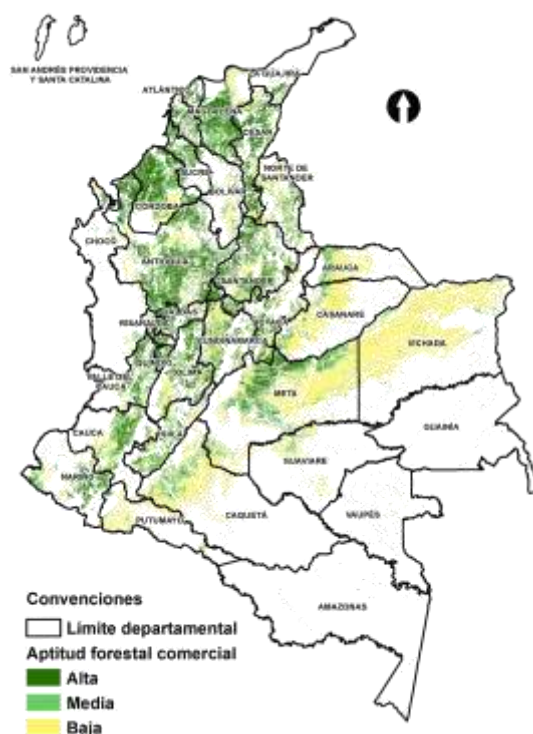 SAN ANDRÉS PROVIDENCIA
Y SANTA CATALINA
LA GUAJIRA
ATLÁNTICO
MAGDALENA
CESAR
SUCRE
NORTE DE
SANTANDER
BOLÍVAR
CÓRDOBA
CHOCÓ
ANTIOQUIA
SANTANDER
ARAUCA
CALDAS
RISARALDA
CASANARE
CUNDINAMARCA
VICHADA
QUINDÍO
TOLIMA
VALLE DEL
CAUCA
META
GUAINÍA
CAUCA
HUILA
GUAVIARE
NARIÑO
VAUPÉS
PUTUMAYO
CAQUETÁ
AMAZONAS
Convenciones
Límite departamental
Aptitud forestal comercial
Alta
Media
Baja